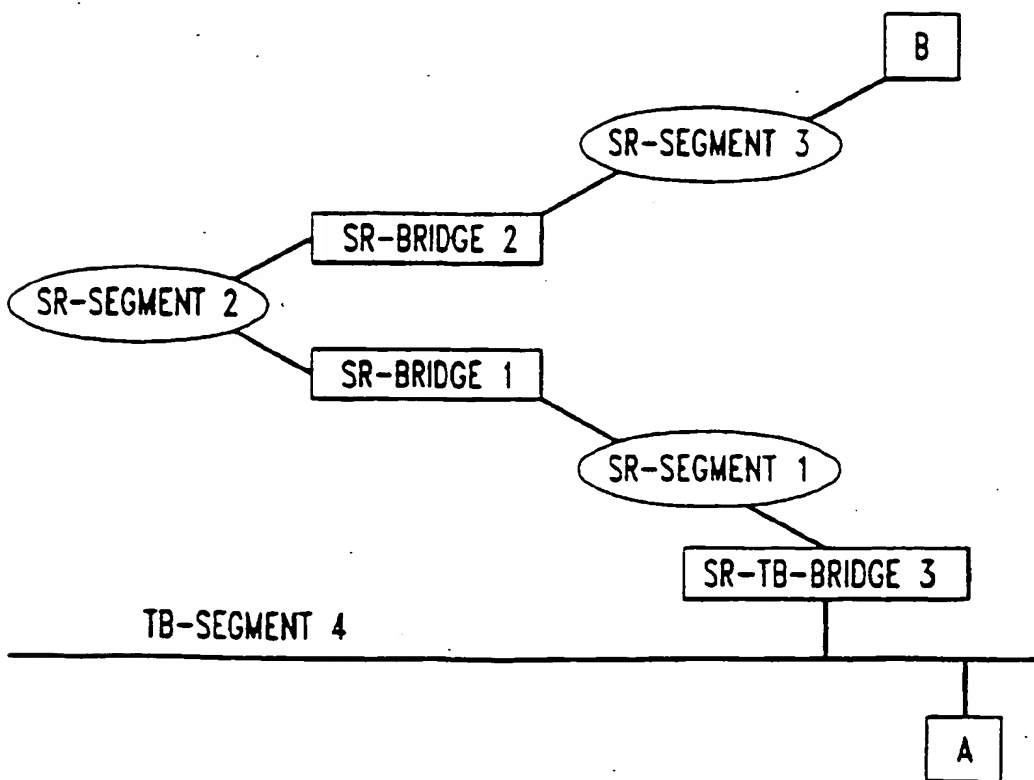 B
SR-SEGMENT 3
SR-BRIDGE 2
SR-SEGMENT 2
SR-BRIDGE 1
SR-SEGMENT 1
SR-TB-BRIDGE 3
TB-SEGMENT 4
A